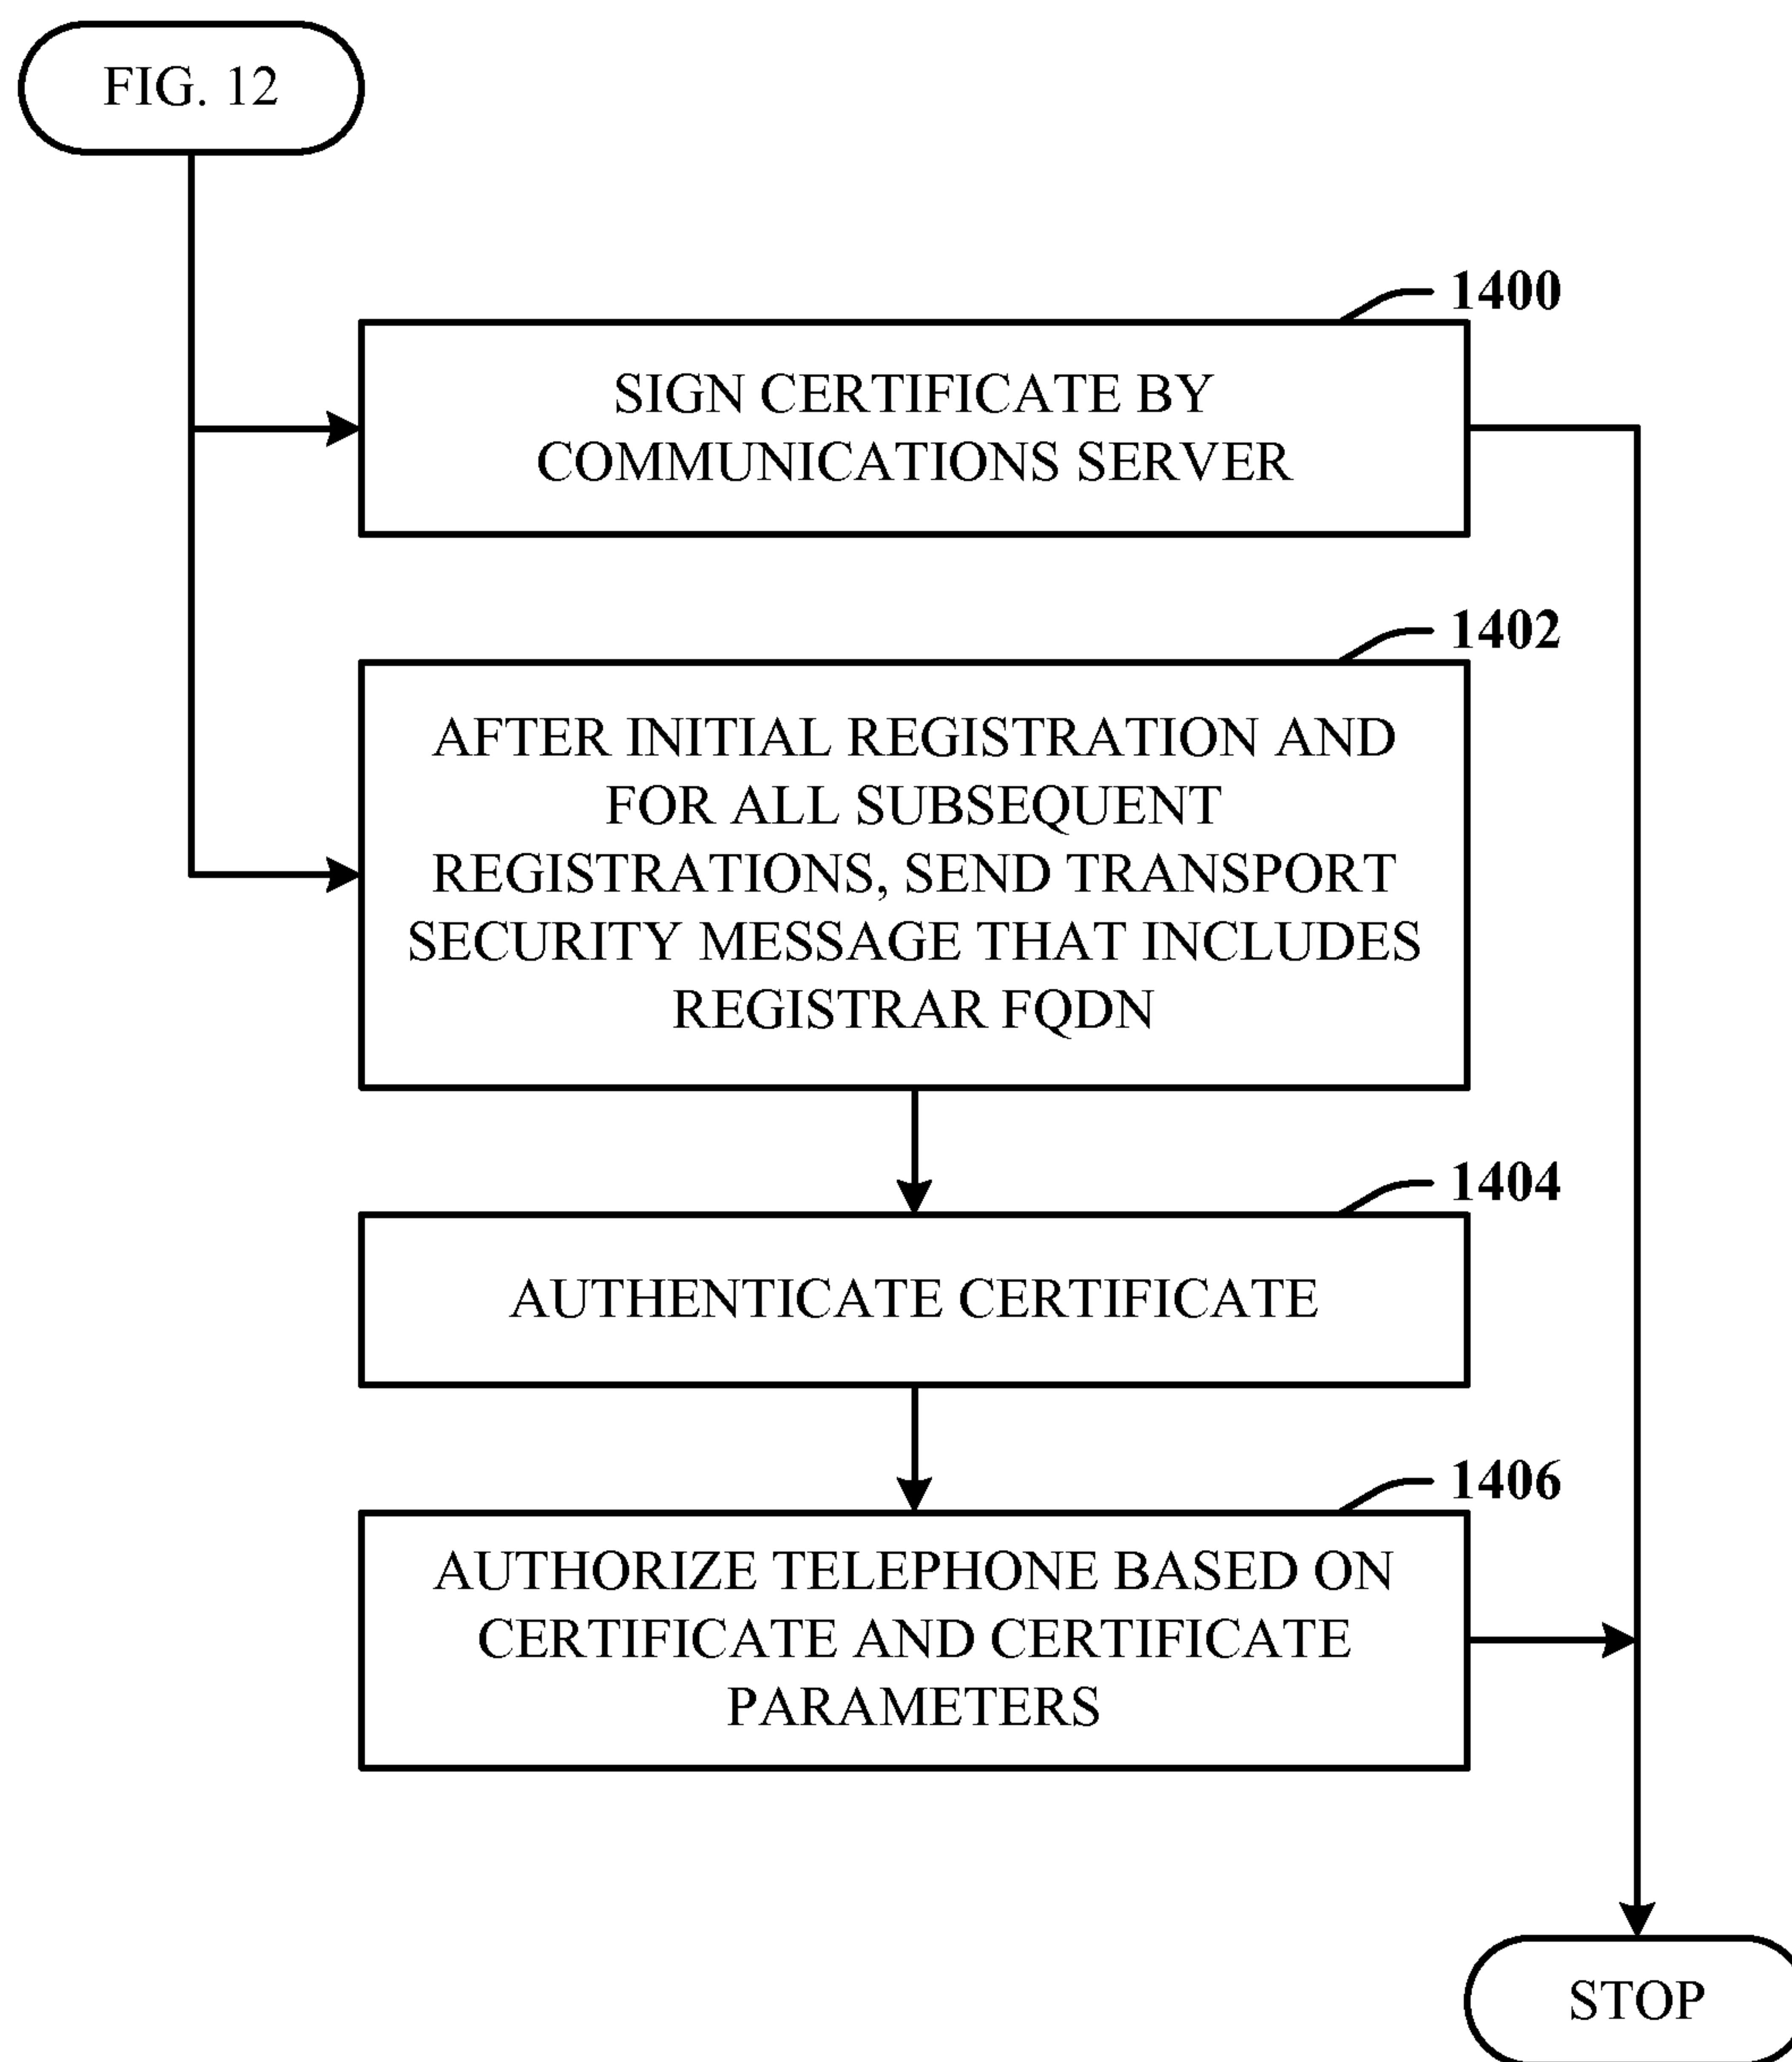 FIG. 12
1400
SIGN CERTIFICATE BY
COMMUNICATIONS SERVER
1402
AFTER INITIAL REGISTRATION AND
FOR ALL SUBSEQUENT
REGISTRATIONS, SEND TRANSPORT
SECURITY MESSAGE THAT INCLUDES
REGISTRAR FQDN
1404
AUTHENTICATE CERTIFICATE
1406
AUTHORIZE TELEPHONE BASED ON
CERTIFICATE AND CERTIFICATE
PARAMETERS
STOP